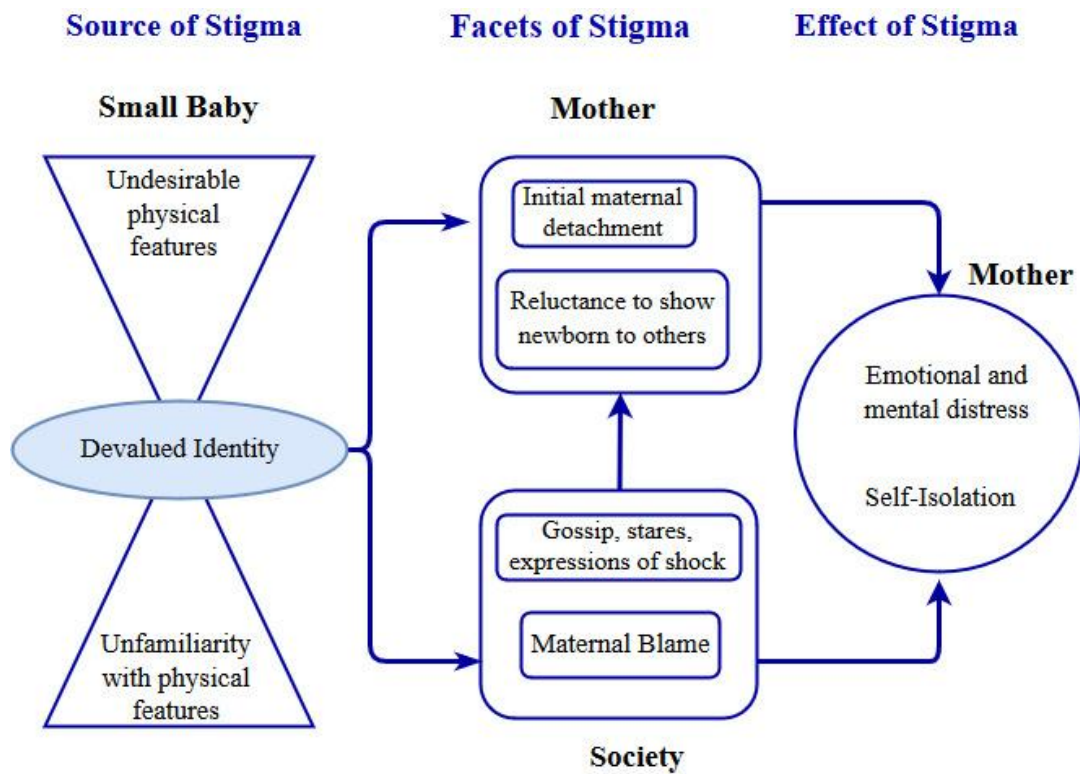 Source of Stigma
Facets of Stigma
Effect of Stigma
Small Baby
Undesirable
physical
features
Devalued Identity
Unfamiliarity
with physical
features
Mother
Initial maternal
detachment
Reluctance to show
newborn to others
Gossip, stares,
expressions of shock
Maternal Blame
Society
Mother
Emotional and
mental distress
Self-Isolation